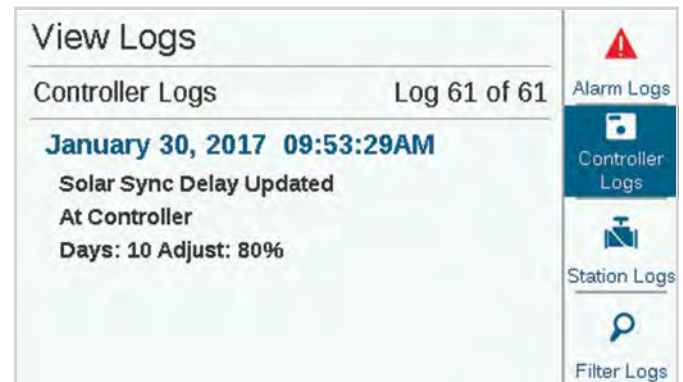 View Logs
Controller Logs Log 61 of 61
January 30, 2017 09:53:29AM
Solar Sync Delay Updated
At Controller
Days: 10 Adjust: 80%
Alarm Logs
Controller
Logs
Station Logs
Filter Logs